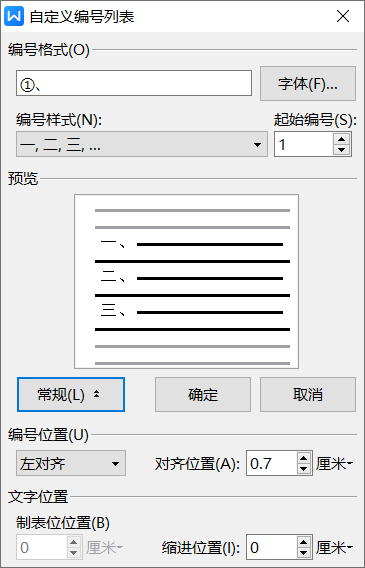 自定义编号列表
编号格式(O)
①、
字体(F)...
编号样式(N):
起始编号(S):
一, 二, 三, ...
1
预览
一、
二、
三、
常规(L)
确定
取消
编号位置(U)
左对齐
对齐位置(A):
0.7
厘米
文字位置
制表位位置(B)
0
厘米
缩进位置(I):
0
厘米